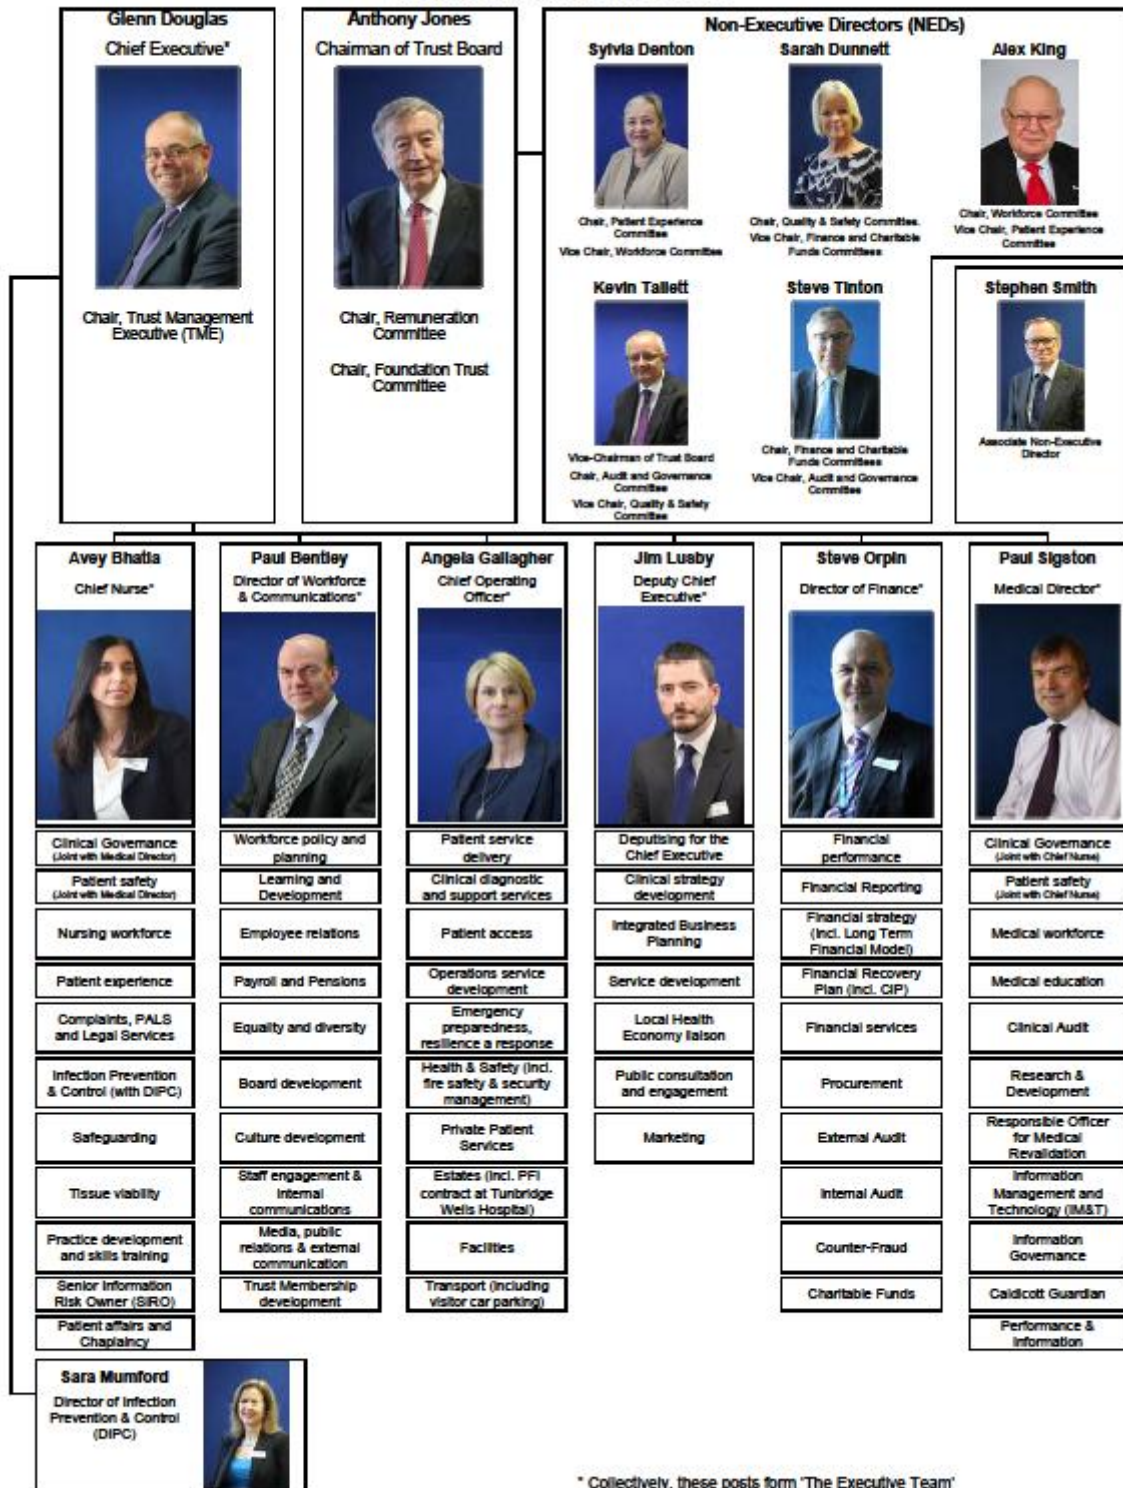 Glenn Douglas
Chief Executive*
Chair, Trust Management
Executive (TME)
Anthony Jones
Chairman of Trust Board
Chair, Remuneration
Committee
Chair, Foundation Trust
Committee
Non-Executive Directors (NEDs)
Sylvia Denton
Chair, Patient Experience
Committee
Vice Chair, Workforce Committee
Sarah Dunnett
Chair, Quality & Safety Committee.
Vice Chair, Finance and Charitable
Funds Committees
Alex King
Chair, Workforce Committee
Vice Chair, Patient Experience
Committee
Kevin Tallett
Vice-Chairman of Trust Board
Chair, Audit and Governance
Committee
Vice Chair, Quality & Safety
Committee
Steve Tinton
Chair, Finance and Charitable
Funds Committees
Vice Chair, Audit and Governance
Committee
Stephen Smith
Associate Non-Executive
Director
Avey Bhatia
Chief Nurse*
Clinical Governance
(Joint with Medical Director)
Patient safety
(Joint with Medical Director)
Nursing workforce
Patient experience
Complaints, PALS
and Legal Services
Infection Prevention
& Control (with DIPC)
Safeguarding
Tissue viability
Practice development
and skills training
Senior Information
Risk Owner (SIRO)
Patient affairs and
Chaplaincy
Paul Bentley
Director of Workforce
& Communications*
Workforce policy and
planning
Learning and
Development
Employee relations
Payroll and Pensions
Equality and diversity
Board development
Culture development
Staff engagement &
internal
communications
Media, public
relations & external
communication
Trust Membership
development
Angela Gallagher
Chief Operating
Officer*
Patient service
delivery
Clinical diagnostic
and support services
Patient access
Operations service
development
Emergency
preparedness,
resilience a response
Health & Safety (incl.
fire safety & security
management)
Private Patient
Services
Estates (incl. PFI
contract at Tunbridge
Wells Hospital)
Facilities
Transport (including
visitor car parking)
Jim Lusby
Deputy Chief
Executive*
Deputising for the
Chief Executive
Clinical strategy
development
Integrated Business
Planning
Service development
Local Health
Economy liaison
Public consultation
and engagement
Marketing
Steve Orpin
Director of Finance*
Financial
performance
Financial Reporting
Financial strategy
(incl. Long Term
Financial Model)
Financial Recovery
Plan (incl. CIP)
Financial services
Procurement
External Audit
Internal Audit
Counter-Fraud
Charitable Funds
Paul Sigston
Medical Director*
Clinical Governance
(Joint with Chief Nurse)
Patient safety
(Joint with Chief Nurse)
Medical workforce
Medical education
Clinical Audit
Research &
Development
Responsible Officer
for Medical
Revalidation
Information
Management and
Technology (IM&T)
Information
Governance
Caldicott Guardian
Performance &
Information
Sara Mumford
Director of Infection
Prevention & Control
(DIPC)
* Collectively, these posts form 'The Executive Team'